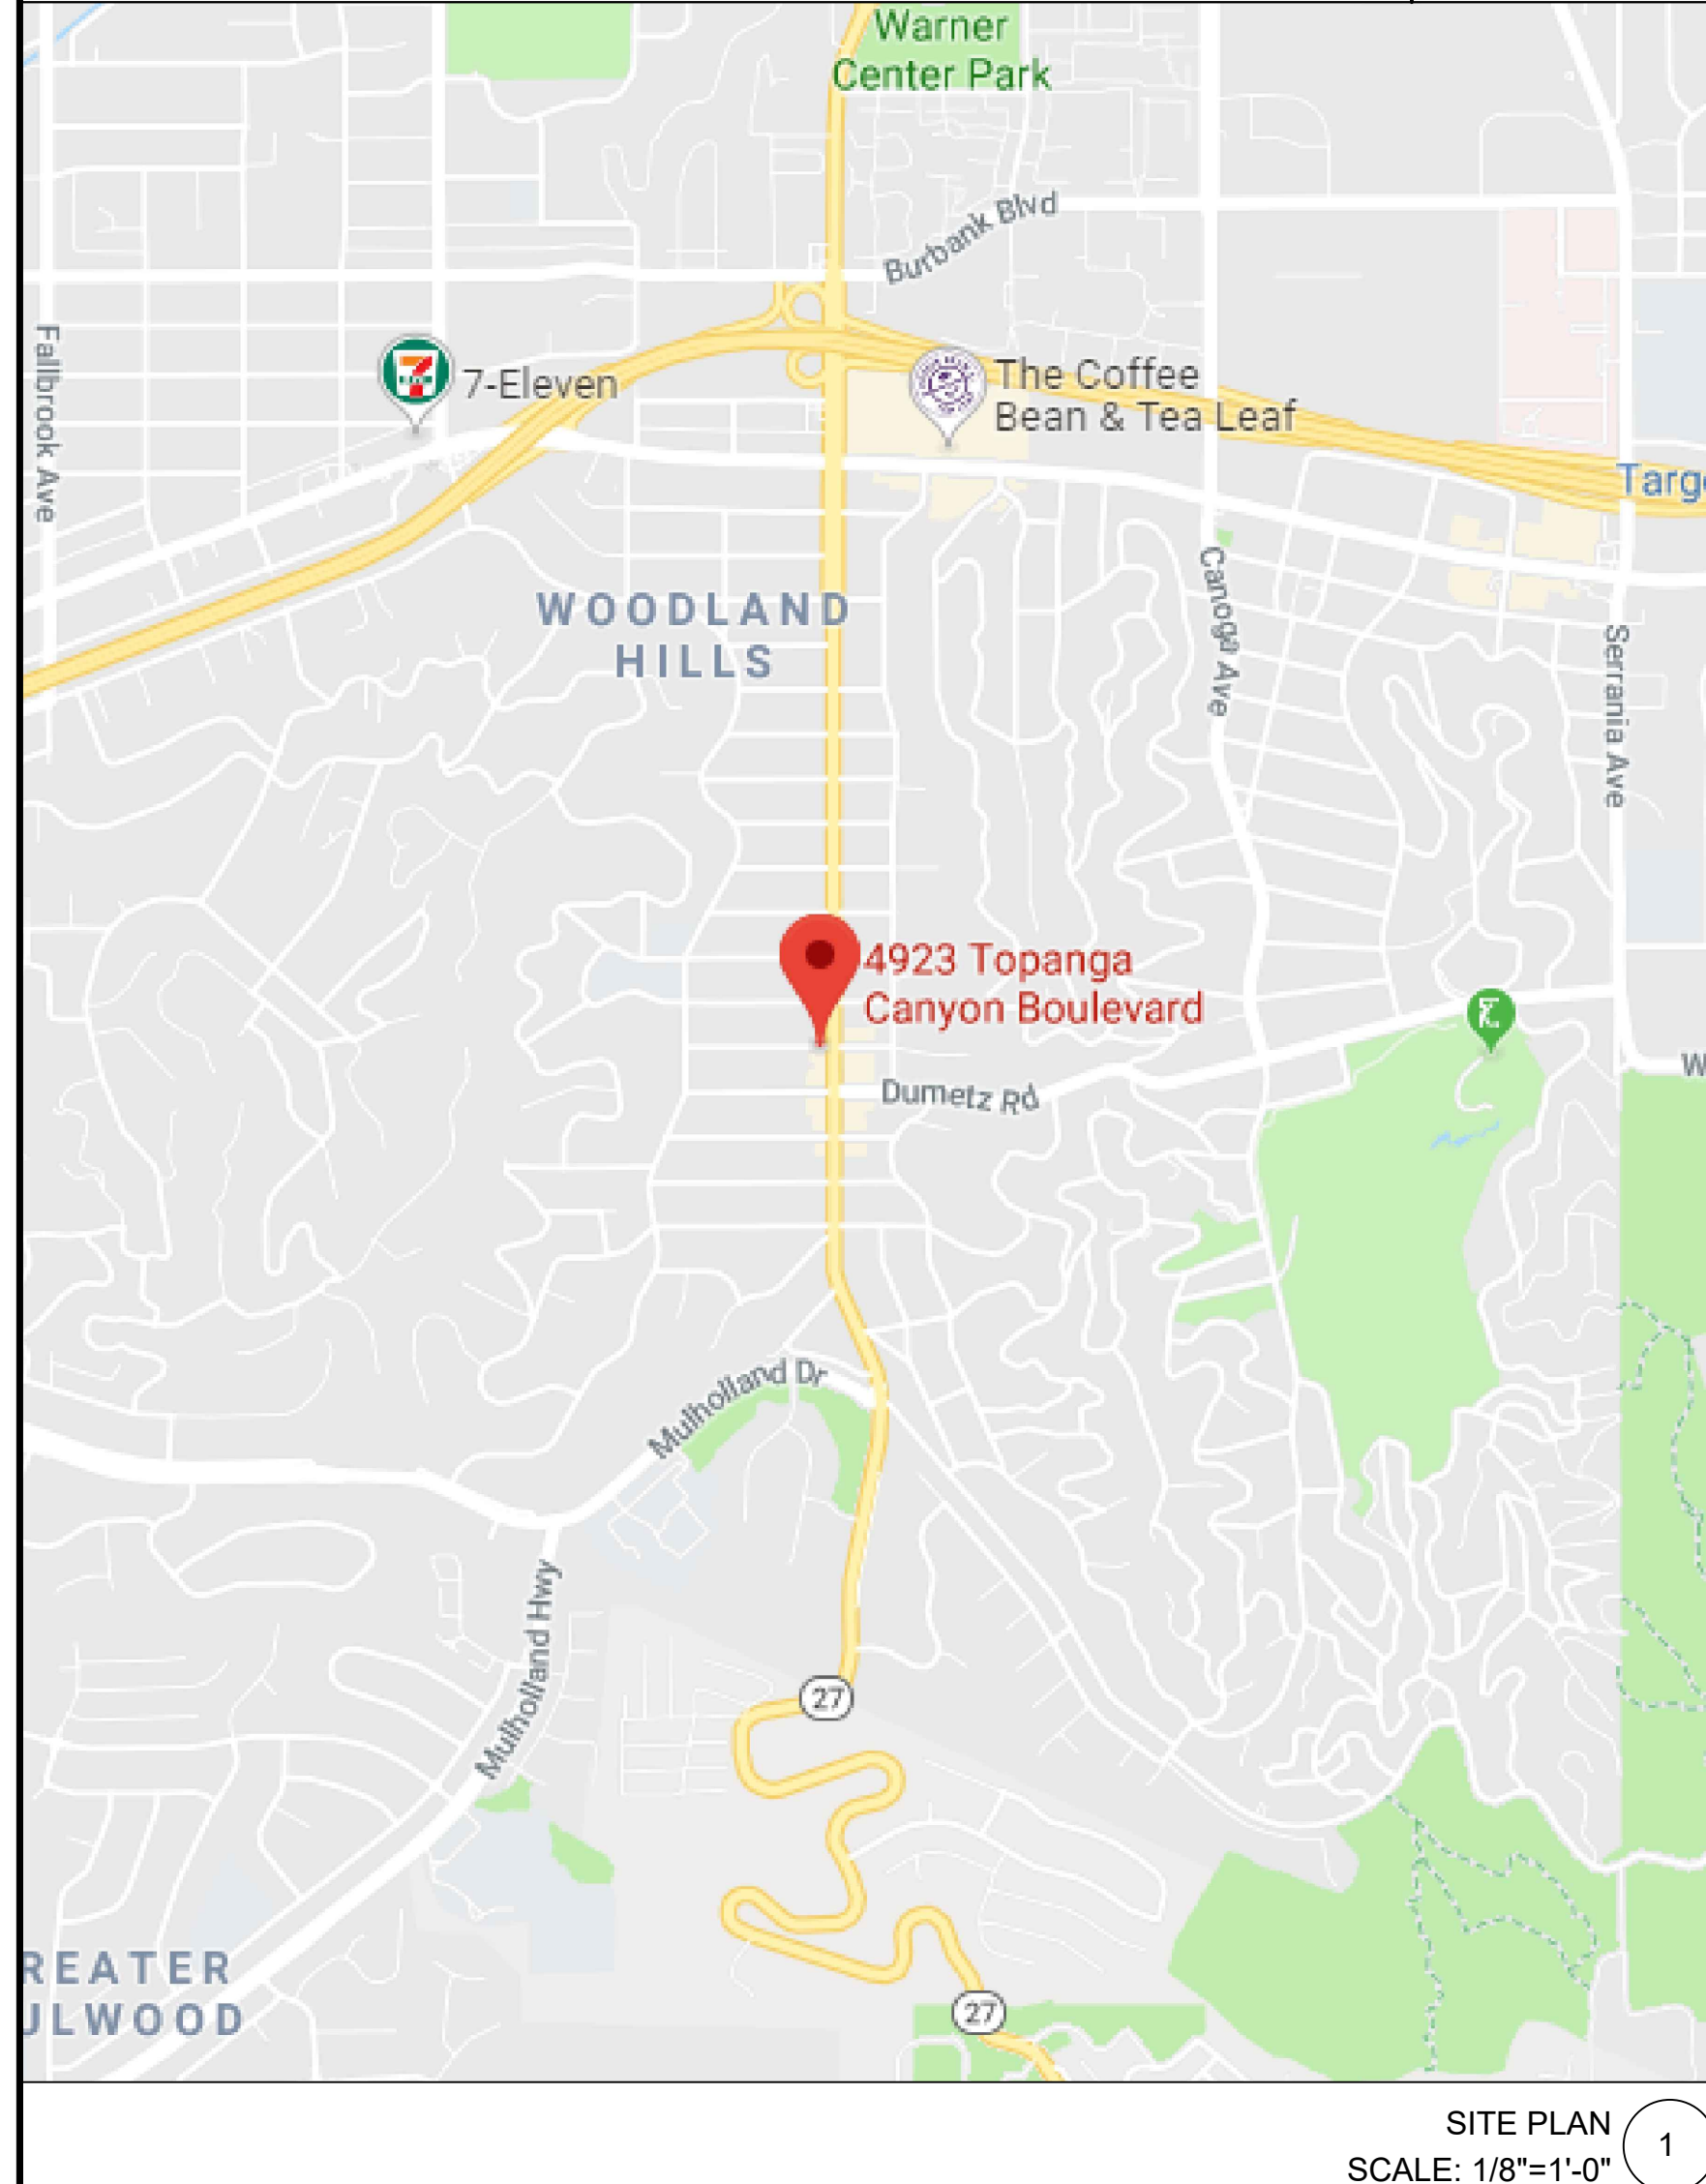 Warner
Center Park
Burbank Blvd
Fallbrook Ave
7-Eleven
The Coffee
Bean & Tea Leaf
Targ
WOODLAND
HILLS
Canoga Ave
Serrania Ave
4923 Topanga
Canyon Boulevard
Dumetz Rd
W
Mulholland Dr
Mulholland Hwy
27
REATER
ULWOOD
27
SITE PLAN
SCALE: 1/8"=1'-0"
1